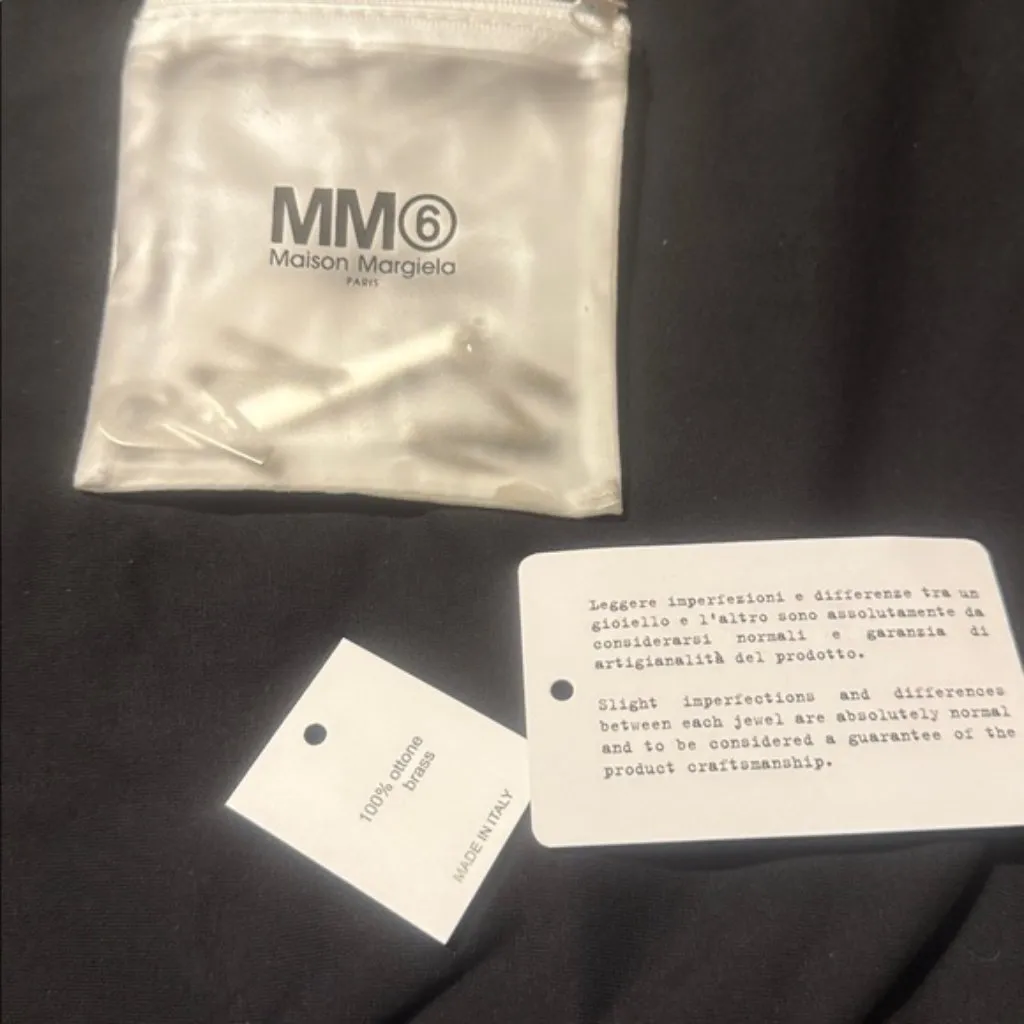 MM⑥
Maison Margiela
PARIS
Leggere imperfezioni e differenze tra un
gioiello e l'altro sono assolutamente da
considerarsi normali e garanzia di
artigianalità del prodotto.
Slight imperfections and differences
between each jewel are absolutely normal
and to be considered a guarantee of the
product craftsmanship.
100% ottone
brass
MADE IN ITALY